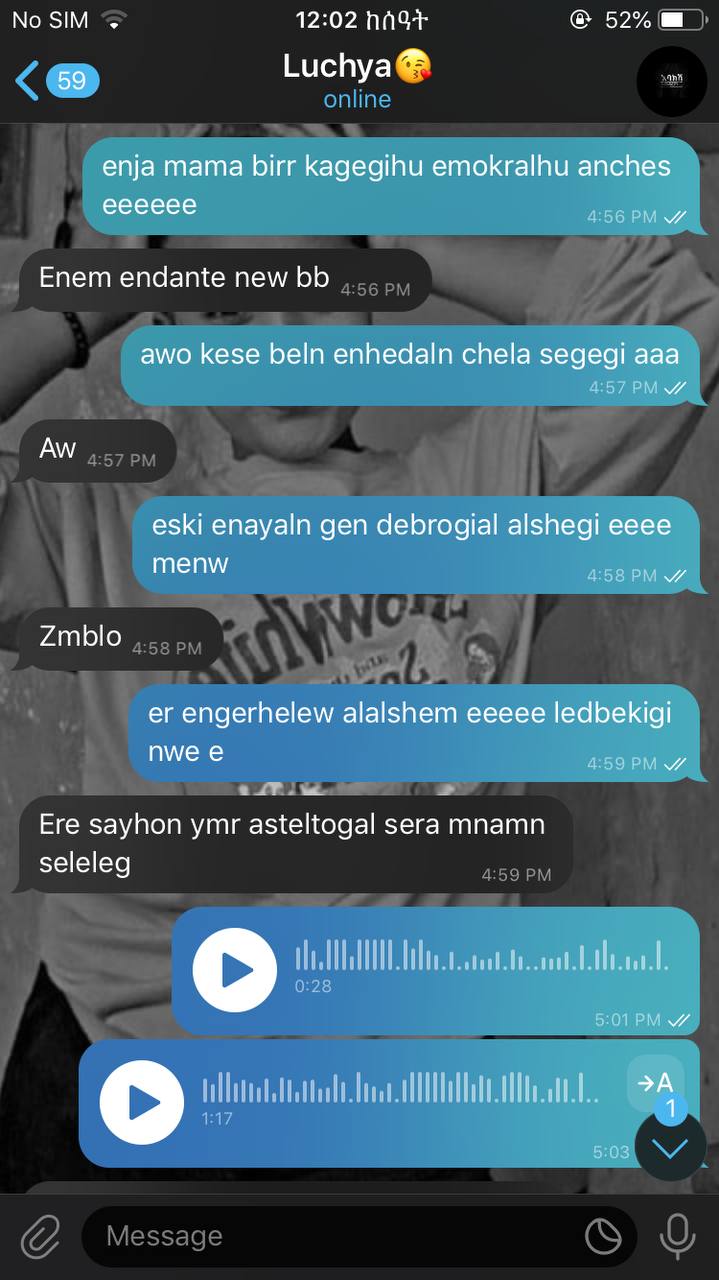 No SIM 12:02 ከሰዓት 52%
59 Luchya😘
online
enja mama birr kagegihu emokralhu anches
eeeeee
4:56 PM
Enem endante new bb 4:56 PM
awo kese beln enhedaln chela segegi aaa
4:57 PM
Aw 4:57 PM
eski enayaln gen debrogial alshegi eeee
menw
4:58 PM
Zmblo 4:58 PM
er engerhelew alalshem eeeee ledbekigi
nwe e
4:59 PM
Ere sayhon ymr asteltogal sera mnamn
seleleg
4:59 PM
0:28
5:01 PM
→A
1:17
1
5:03
Message